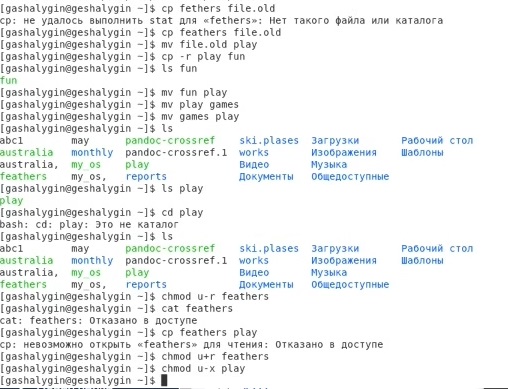 [gashalygin@geshalygin ~]$ cp fethers file.old
cp: не удалось выполнить stat для «fethers»: Нет такого файла или каталога
[gashalygin@geshalygin ~]$ cp feathers file.old
[gashalygin@geshalygin ~]$ mv file.old play
[gashalygin@geshalygin ~]$ cp -r play fun
[gashalygin@geshalygin ~]$ ls fun
fun
[gashalygin@geshalygin ~]$ mv fun play
[gashalygin@geshalygin ~]$ mv play games
[gashalygin@geshalygin ~]$ mv games play
[gashalygin@geshalygin ~]$ ls
abc1 may pandoc-crossref ski.plases Загрузки Рабочий стол
australia monthly pandoc-crossref.1 works Изображения Шаблоны
australia, my_os play Видео Музыка
feathers my_os, reports Документы Общедоступные
[gashalygin@geshalygin ~]$ ls play
play
[gashalygin@geshalygin ~]$ cd play
bash: cd: play: Это не каталог
[gashalygin@geshalygin ~]$ ls
abc1 may pandoc-crossref ski.plases Загрузки Рабочий стол
australia monthly pandoc-crossref.1 works Изображения Шаблоны
australia, my_os play Видео Музыка
feathers my_os, reports Документы Общедоступные
[gashalygin@geshalygin ~]$ chmod u-r feathers
[gashalygin@geshalygin ~]$ cat feathers
cat: feathers: Отказано в доступе
[gashalygin@geshalygin ~]$ cp feathers play
cp: невозможно открыть «feathers» для чтения: Отказано в доступе
[gashalygin@geshalygin ~]$ chmod u+r feathers
[gashalygin@geshalygin ~]$ chmod u-x play
[gashalygin@geshalygin ~]$